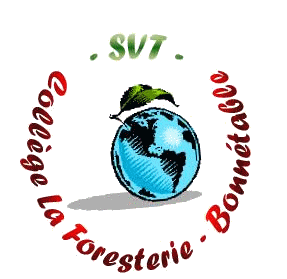 . SVT .
Collège La Foresterie - Bonnétable